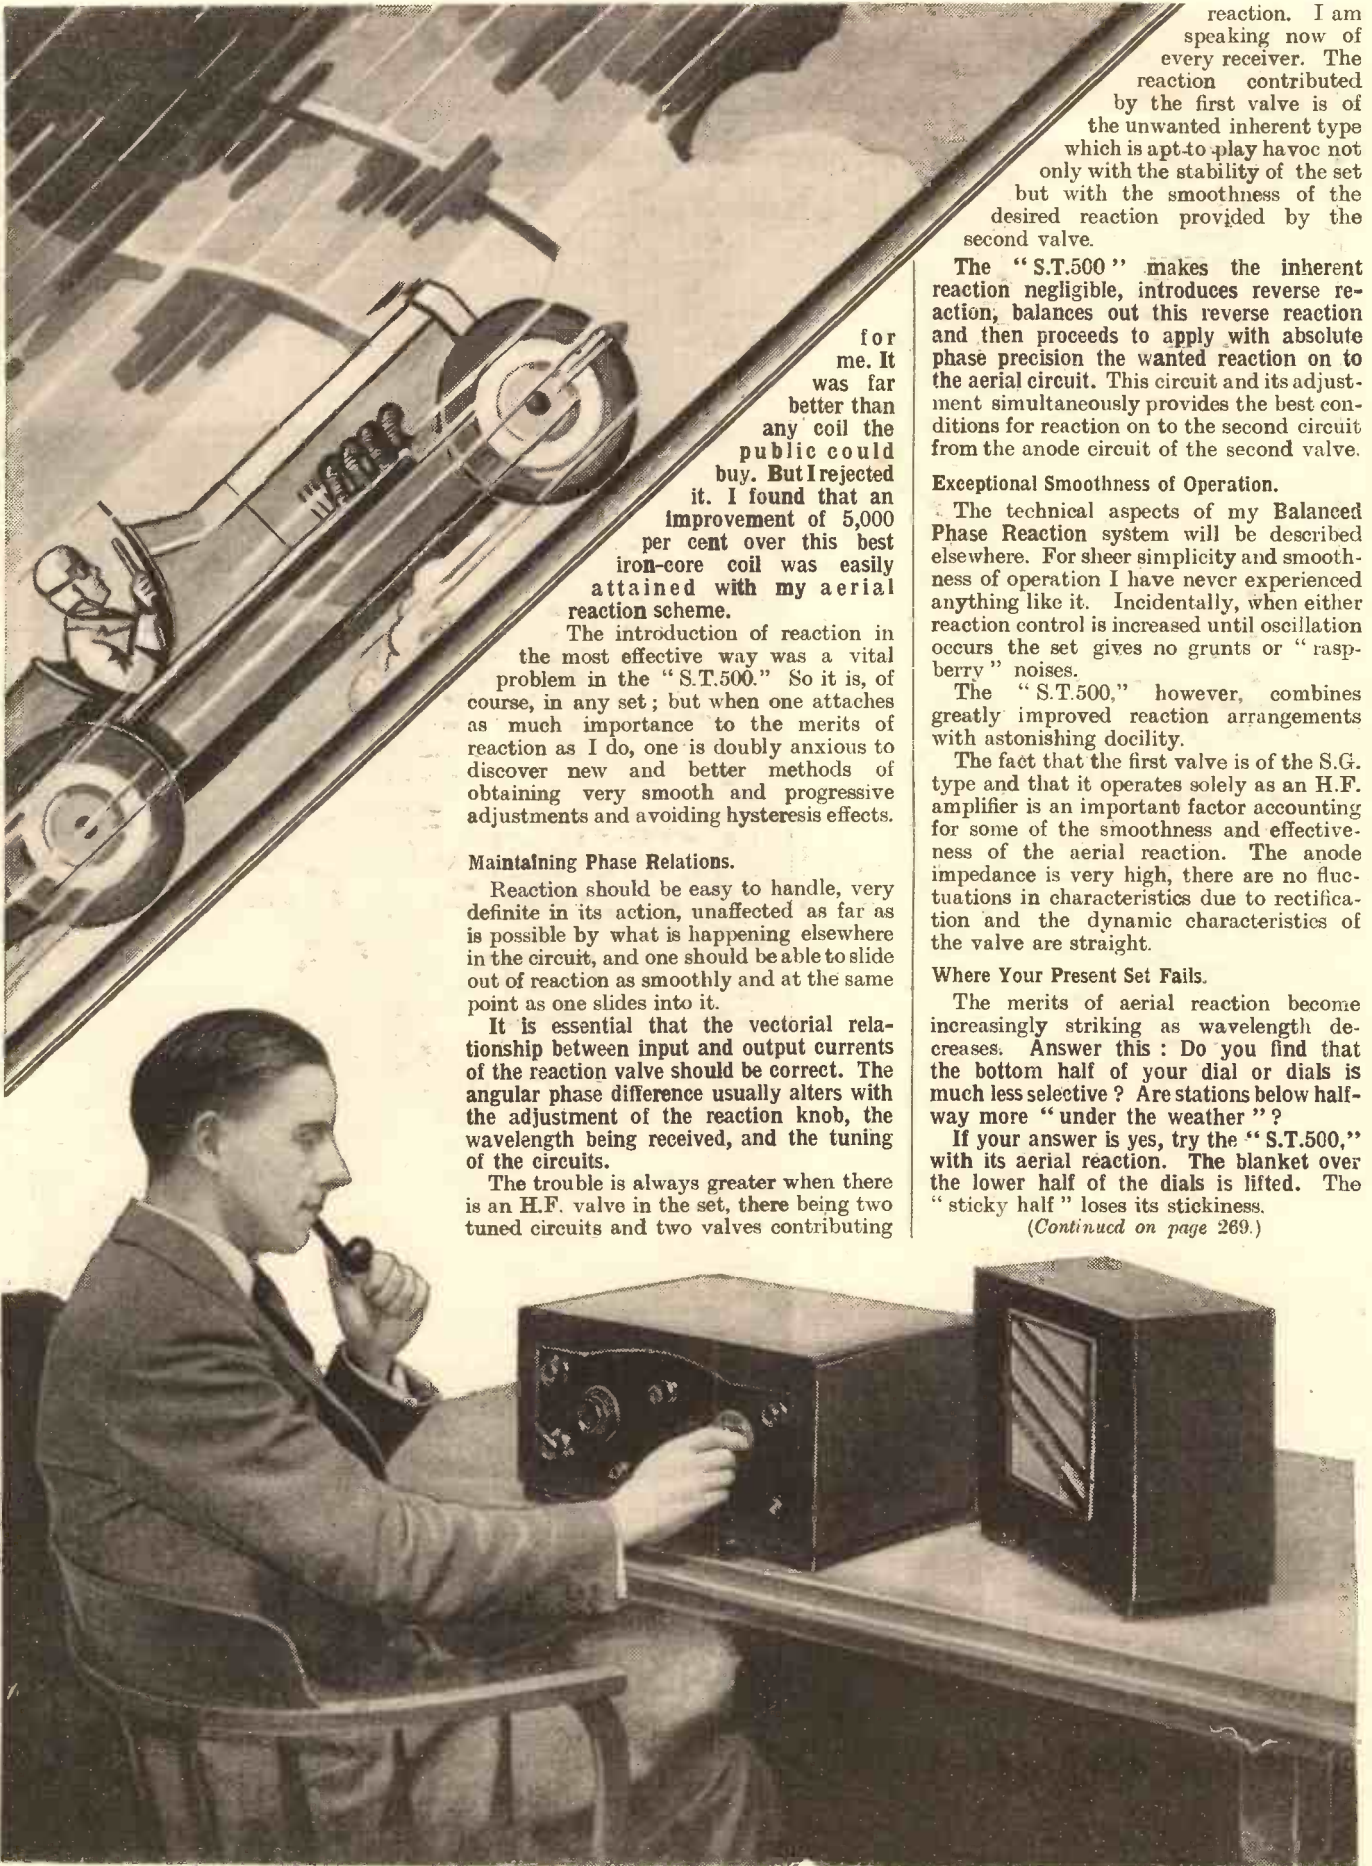 for
me. It
was far
better than
any coil the
public could
buy. But I rejected
it. I found that an
improvement of 5,000
per cent over this best
iron-core coil was easily
attained with my aerial
reaction scheme.
The introduction of reaction in
the most effective way was a vital
problem in the "S.T.500." So it is, of
course, in any set; but when one attaches
as much importance to the merits of
reaction as I do, one is doubly anxious to
discover new and better methods of
obtaining very smooth and progressive
adjustments and avoiding hysteresis effects.
Maintaining Phase Relations.
Reaction should be easy to handle, very
definite in its action, unaffected as far as
is possible by what is happening elsewhere
in the circuit, and one should be able to slide
out of reaction as smoothly and at the same
point as one slides into it.
It is essential that the vectorial rela-
tionship between input and output currents
of the reaction valve should be correct. The
angular phase difference usually alters with
the adjustment of the reaction knob, the
wavelength being received, and the tuning
of the circuits.
The trouble is always greater when there
is an H.F. valve in the set, there being two
tuned circuits and two valves contributing
reaction. I am
speaking now of
every receiver. The
reaction contributed
by the first valve is of
the unwanted inherent type
which is apt to play havoc not
only with the stability of the set
but with the smoothness of the
desired reaction provided by the
second valve.
The "S.T.500" makes the inherent
reaction negligible, introduces reverse re-
action, balances out this reverse reaction
and then proceeds to apply with absolute
phase precision the wanted reaction on to
the aerial circuit. This circuit and its adjust-
ment simultaneously provides the best con-
ditions for reaction on to the second circuit
from the anode circuit of the second valve.
Exceptional Smoothness of Operation.
The technical aspects of my Balanced
Phase Reaction system will be described
elsewhere. For sheer simplicity and smooth-
ness of operation I have never experienced
anything like it. Incidentally, when either
reaction control is increased until oscillation
occurs the set gives no grunts or "rasp-
berry" noises.
The "S.T.500," however, combines
greatly improved reaction arrangements
with astonishing docility.
The fact that the first valve is of the S.G.
type and that it operates solely as an H.F.
amplifier is an important factor accounting
for some of the smoothness and effective-
ness of the aerial reaction. The anode
impedance is very high, there are no fluc-
tuations in characteristics due to rectifica-
tion and the dynamic characteristics of
the valve are straight.
Where Your Present Set Fails.
The merits of aerial reaction become
increasingly striking as wavelength de-
creases. Answer this : Do you find that
the bottom half of your dial or dials is
much less selective ? Are stations below half-
way more "under the weather" ?
If your answer is yes, try the "S.T.500,"
with its aerial reaction. The blanket over
the lower half of the dials is lifted. The
"sticky half" loses its stickiness.
(Continued on page 269.)